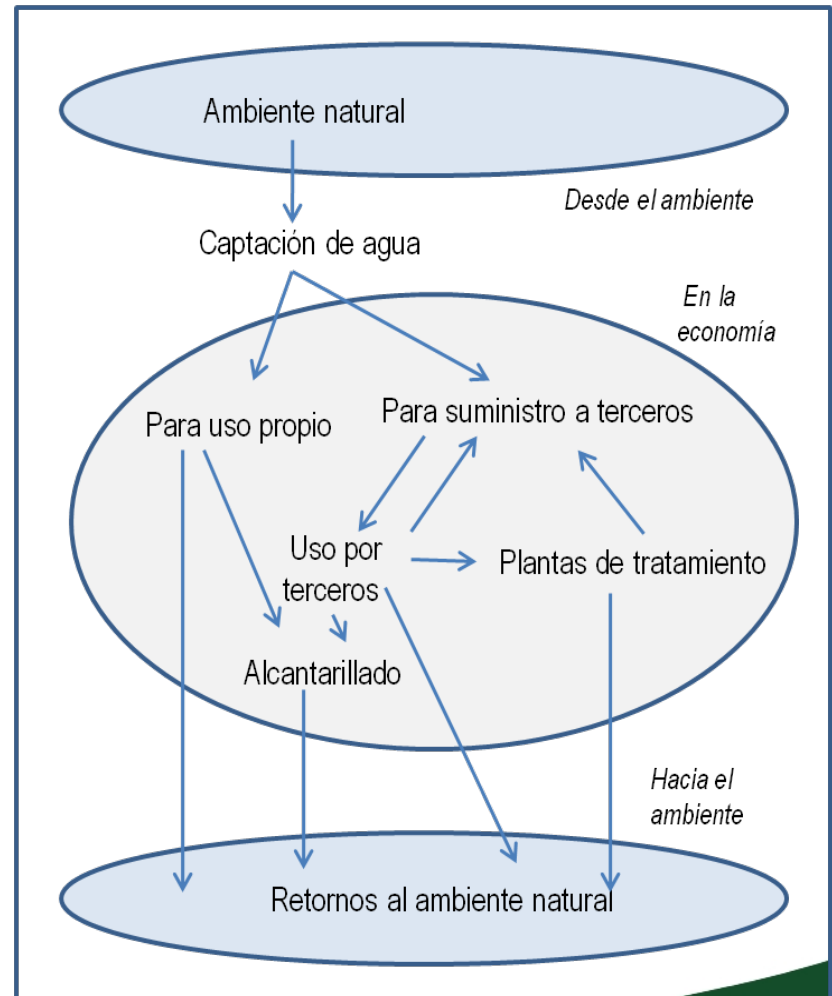 Ambiente natural
Desde el ambiente
Captación de agua
En la
economía
Para uso propio
Para suministro a terceros
Uso por
terceros
Plantas de tratamiento
Alcantarillado
Hacia el
ambiente
Retornos al ambiente natural